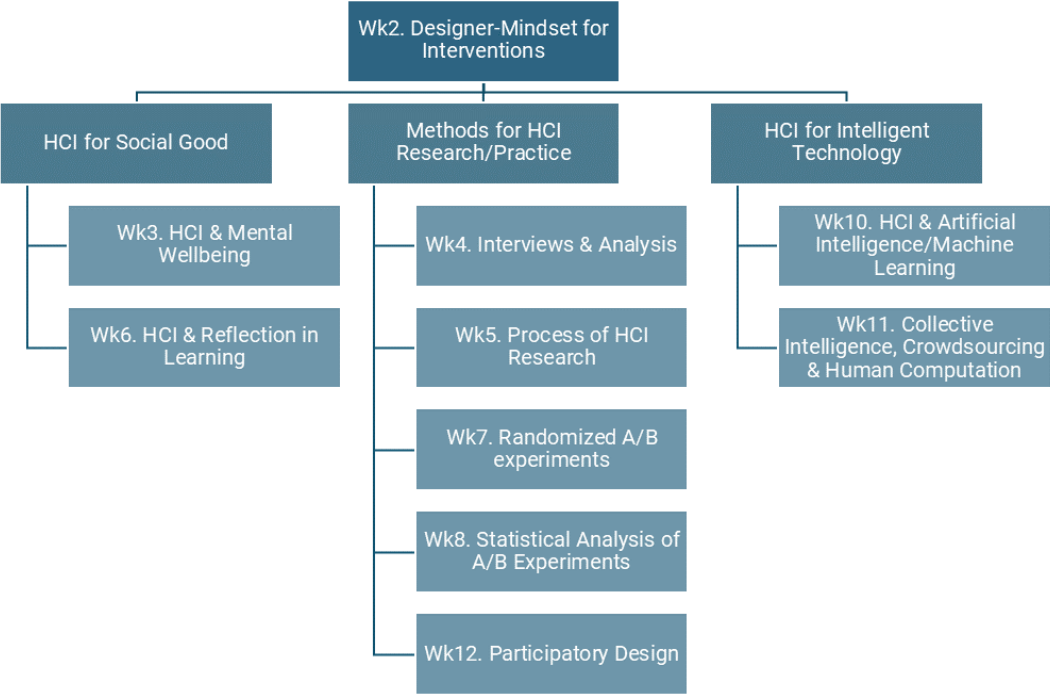 Wk2. Designer-Mindset for
Interventions
HCI for Social Good
Methods for HCI
Research/Practice
HCI for Intelligent
Technology
Wk3. HCI & Mental
Wellbeing
Wk6. HCI & Reflection in
Learning
Wk4. Interviews & Analysis
Wk5. Process of HCI
Research
Wk7. Randomized A/B
experiments
Wk8. Statistical Analysis of
A/B Experiments
Wk12. Participatory Design
Wk10. HCI & Artificial
Intelligence/Machine
Learning
Wk11. Collective
Intelligence, Crowdsourcing
& Human Computation